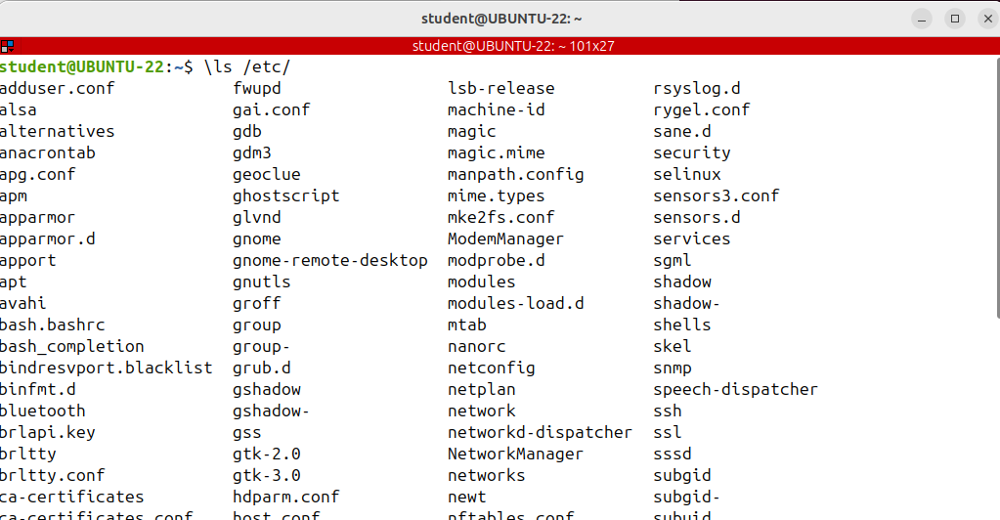 student@UBUNTU-22: ~
student@UBUNTU-22: ~ 101x27
student@UBUNTU-22:~$ \ls /etc/
adduser.conf fwupd lsb-release rsyslog.d
alsa gai.conf machine-id rygel.conf
alternatives gdb magic sane.d
anacrontab gdm3 magic.mime security
apg.conf geoclue manpath.config selinux
apm ghostscript mime.types sensors3.conf
apparmor glvnd mke2fs.conf sensors.d
apparmor.d gnome ModemManager services
apport gnome-remote-desktop modprobe.d sgml
apt gnutls modules shadow
avahi groff modules-load.d shadow-
bash.bashrc group mtab shells
bash_completion group- nanorc skel
bindresvport.blacklist grub.d netconfig snmp
binfmt.d gshadow netplan speech-dispatcher
bluetooth gshadow- network ssh
brlapi.key gss networkd-dispatcher ssl
brltty gtk-2.0 NetworkManager sssd
brltty.conf gtk-3.0 networks subgid
ca-certificates hdparm.conf newt subgid-
ca-certificates.conf host.conf nftables.conf subuid